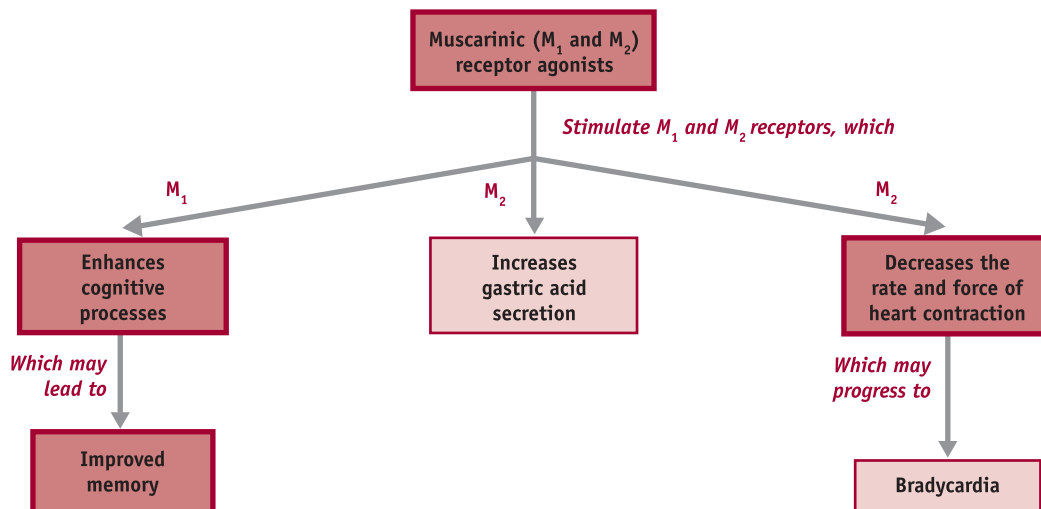 Muscarinic (M₁ and M₂)
receptor agonists
Stimulate M₁ and M₂ receptors, which
M₁
M₂
M₂
Enhances
cognitive
processes
Increases
gastric acid
secretion
Decreases the
rate and force of
heart contraction
Which may
lead to
Which may
progress to
Improved
memory
Bradycardia